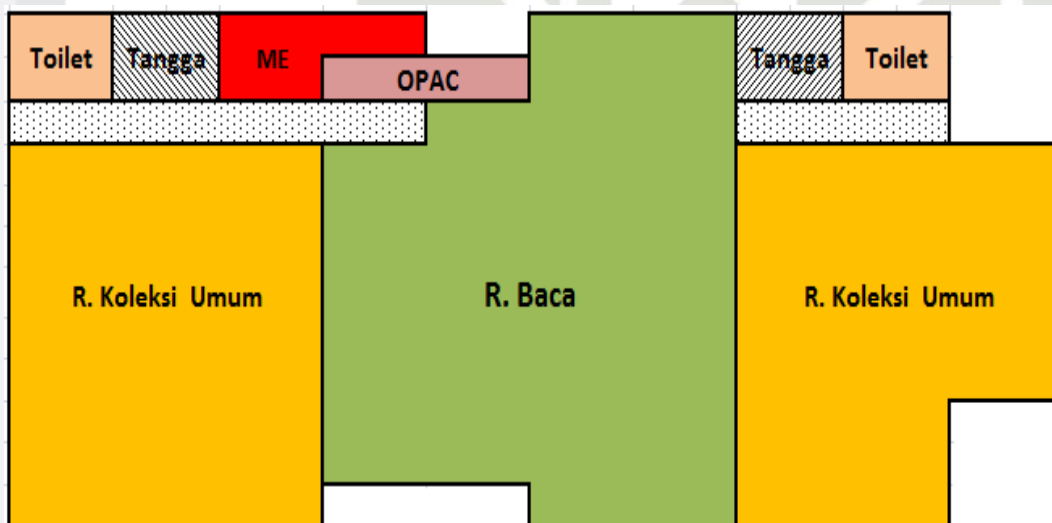 Toilet
Tangga
ME
OPAC
Tangga
Toilet
R. Koleksi Umum
R. Baca
R. Koleksi Umum